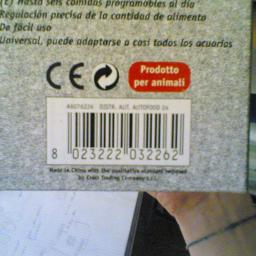 (E) Hasta seis comidas programables al día
Regulación precisa de la cantidad de alimento
De fácil uso
Universal, puede adaptarse a casi todos los acuarios
CE
Prodotto
per animali
DISTR. AUT. AUTOFOOD 24
8 023222 032262
Made in China with the qualitative standard imposed
by Croci Trading Company S.r.l.